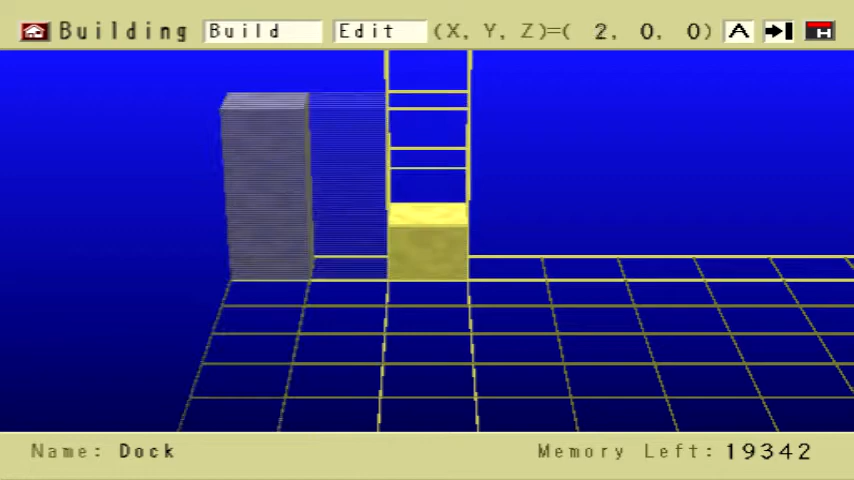 Building Build Edit (X, Y, Z)=( 2, 0, 0) A H
Name: Dock Memory Left: 19342